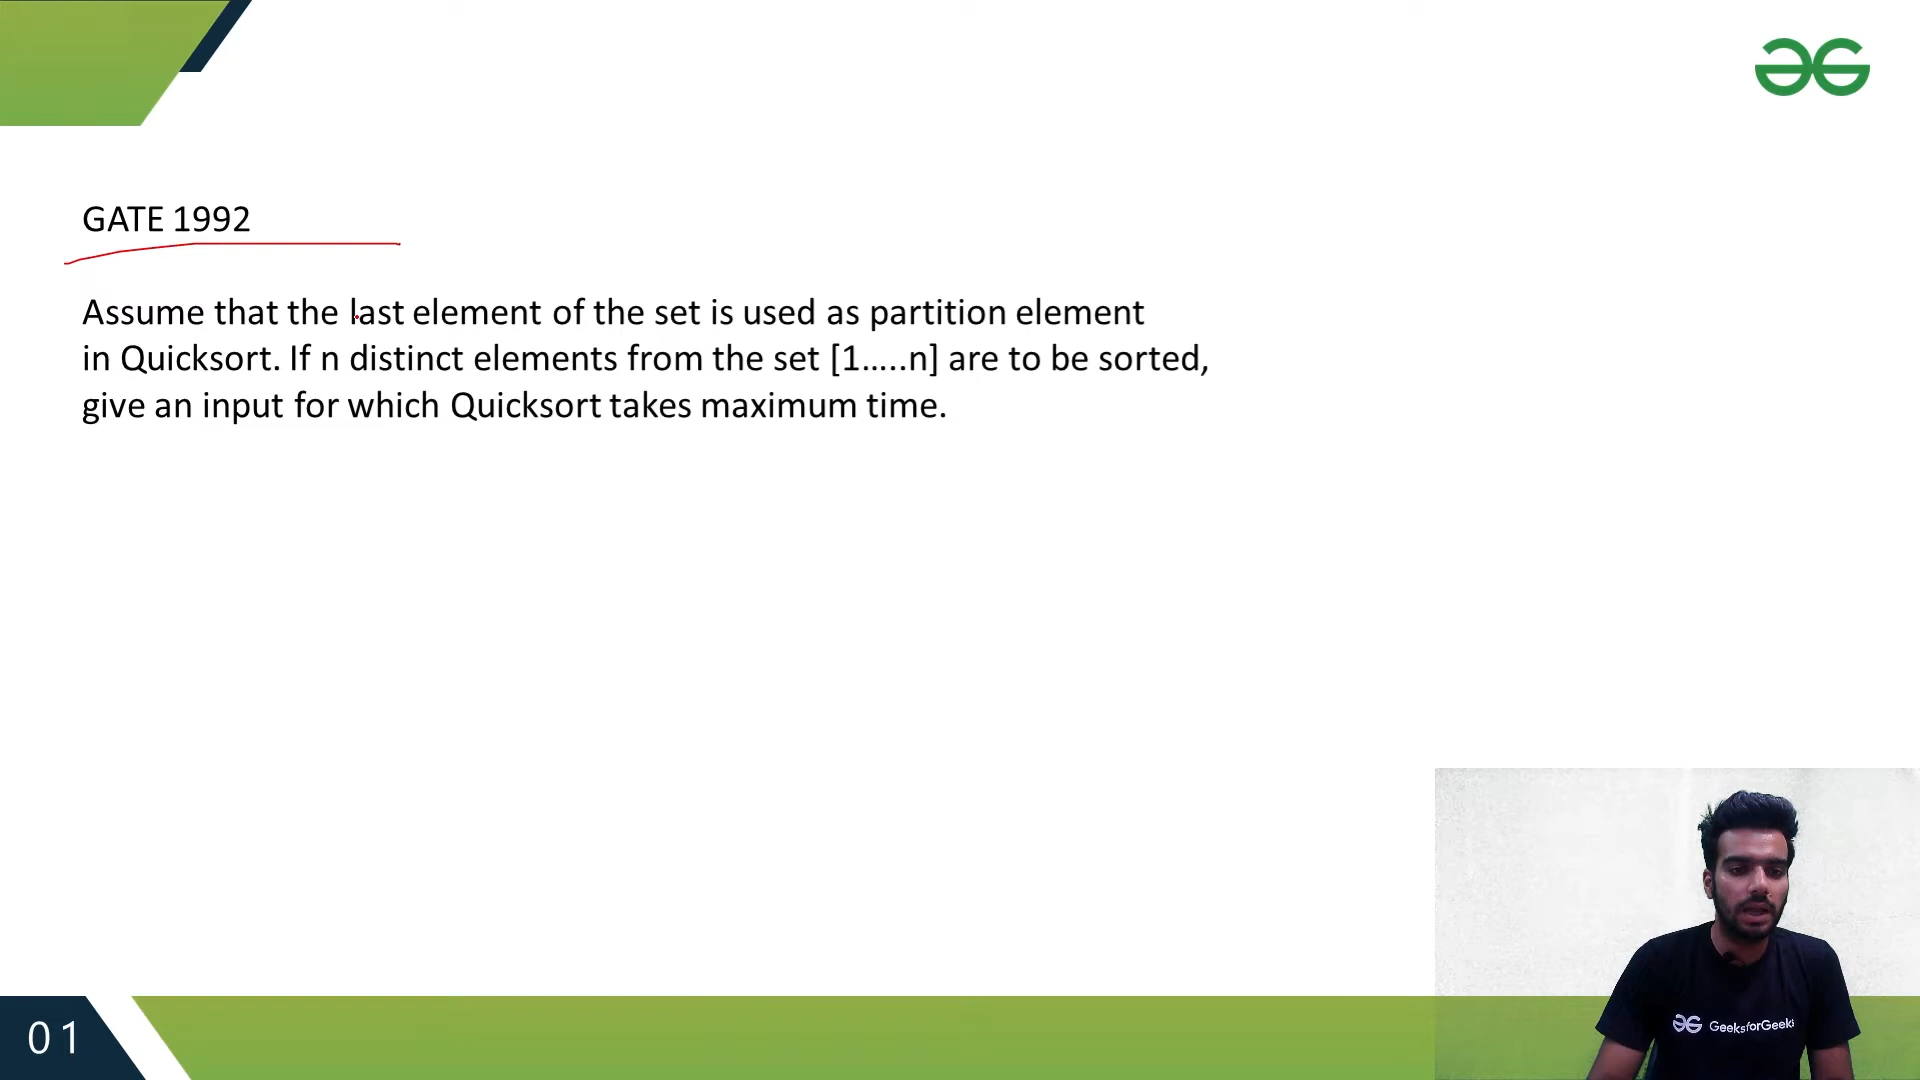 GATE 1992
Assume that the last element of the set is used as partition element
in Quicksort. If n distinct elements from the set [1.....n] are to be sorted,
give an input for which Quicksort takes maximum time.
GeeksforGeeks
01